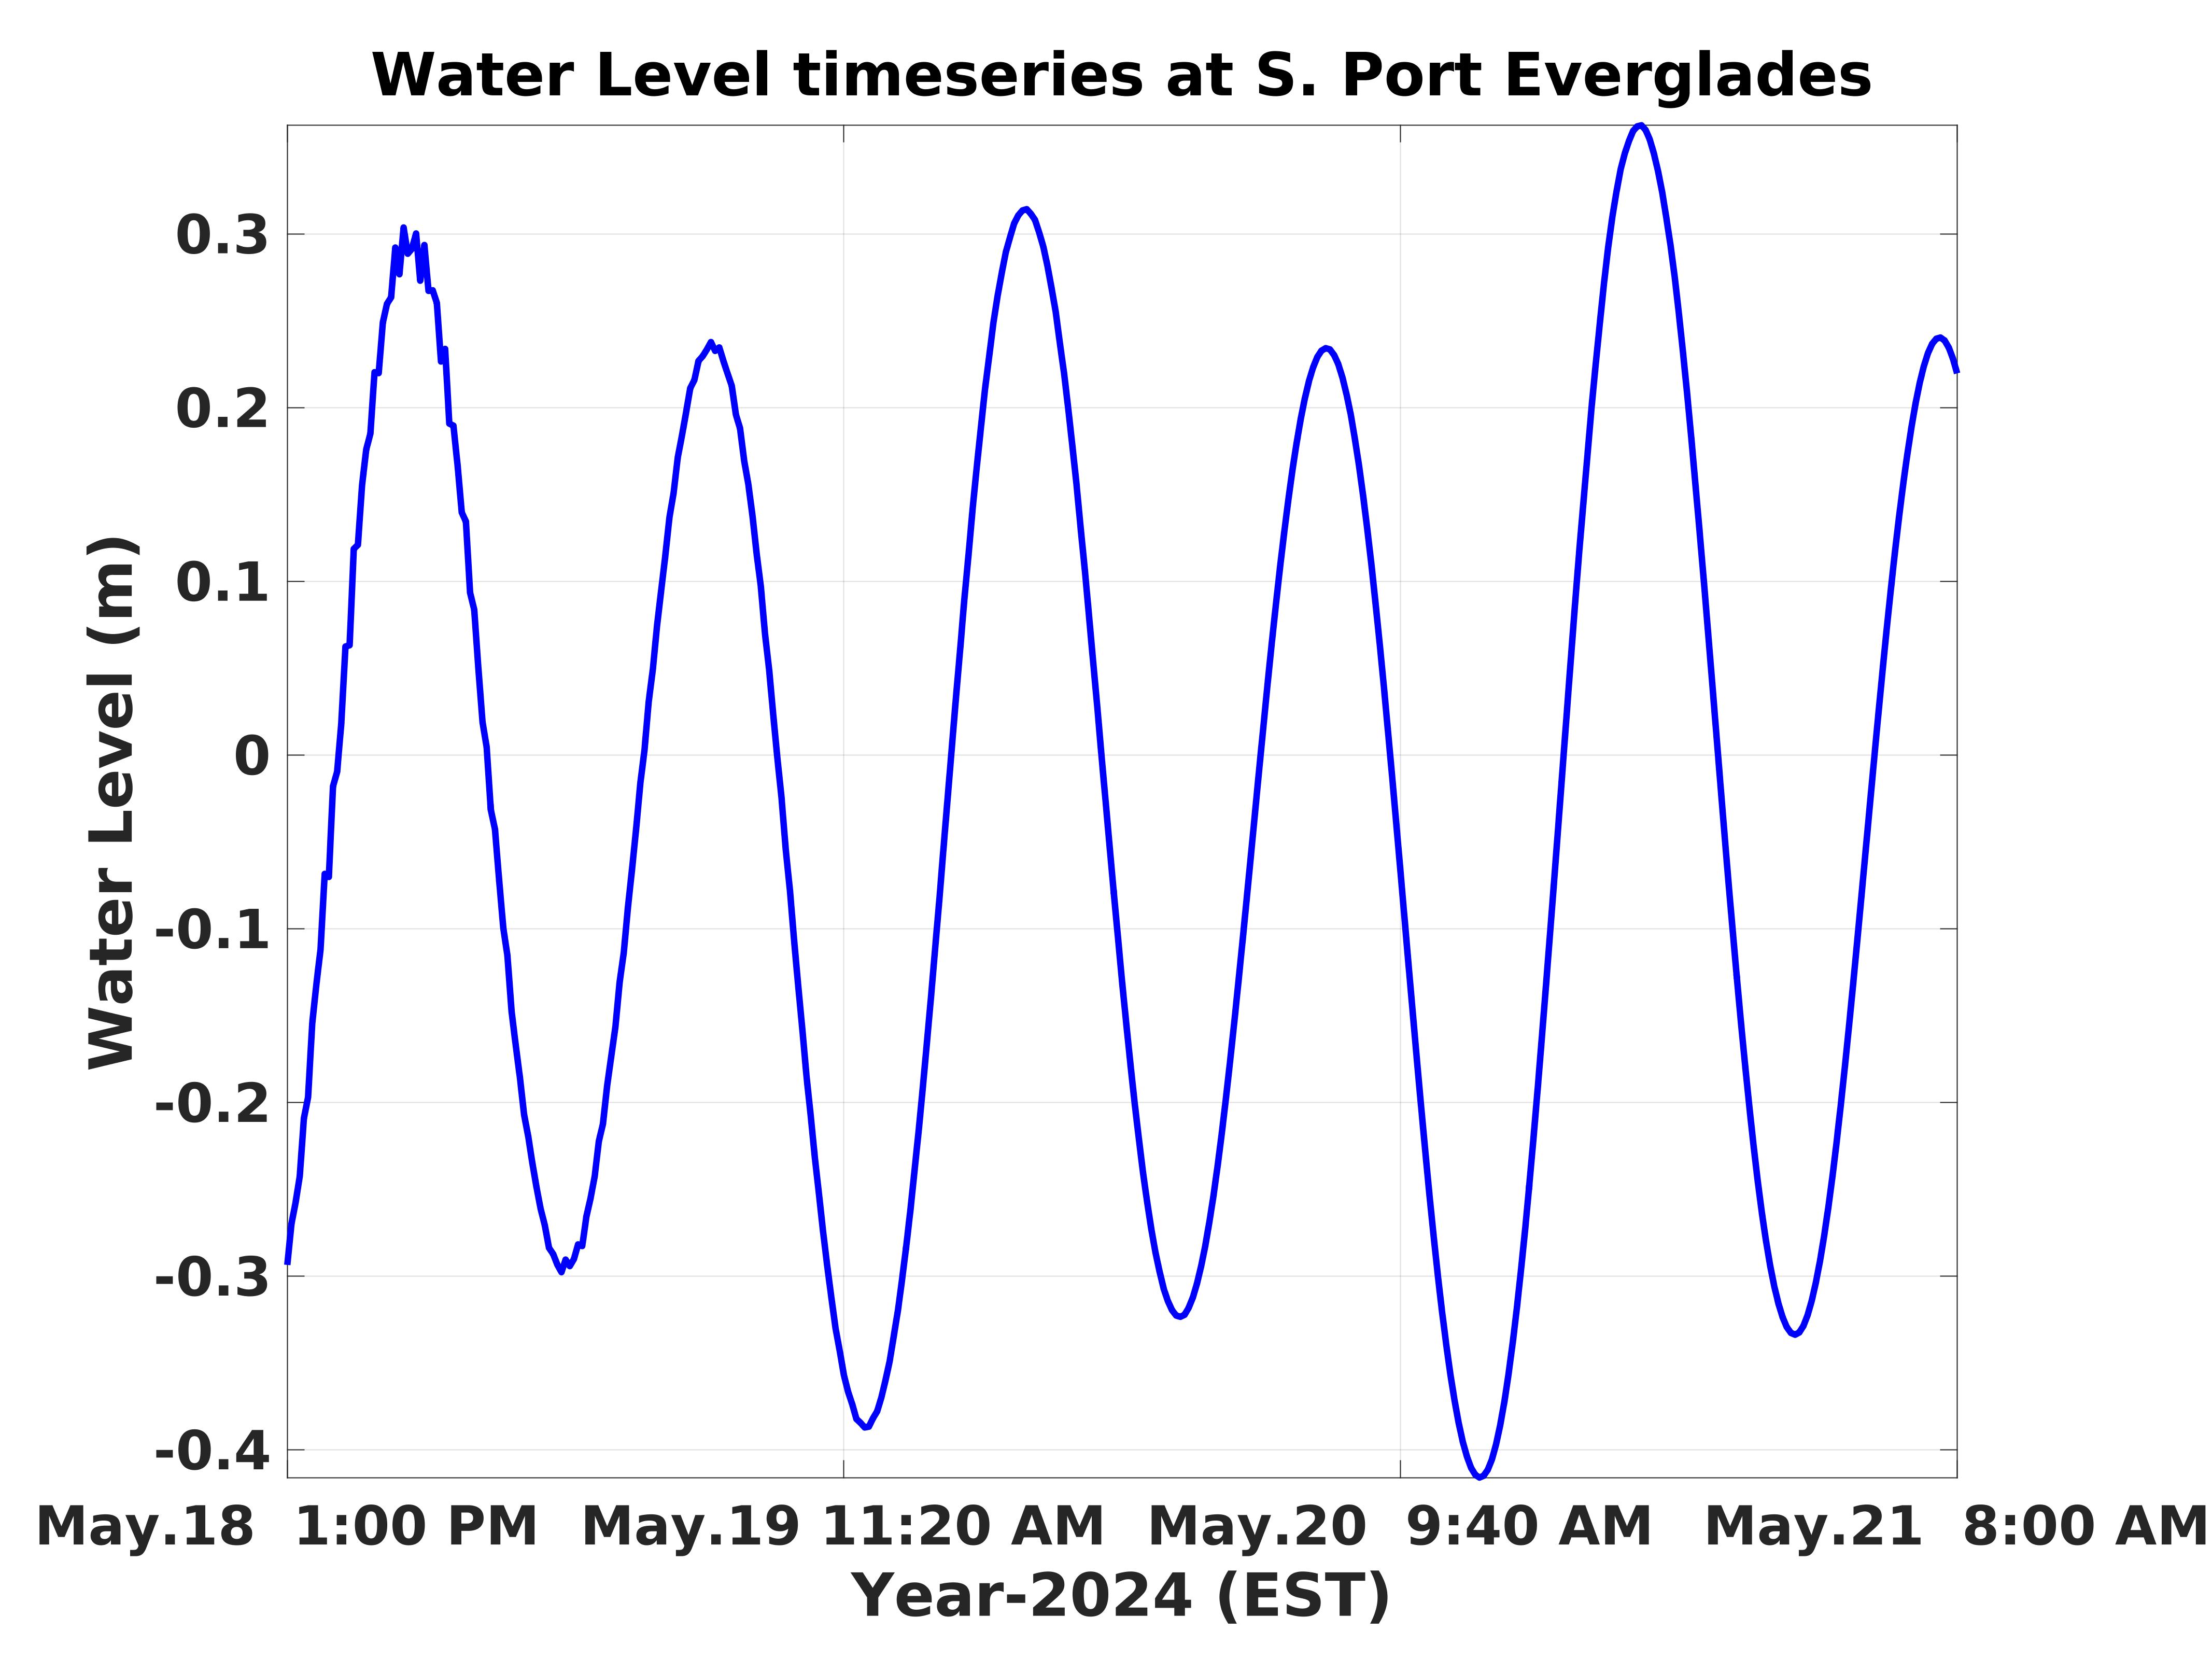 Water Level timeseries at S. Port Everglades
Water Level (m)
0.3
0.2
0.1
0
-0.1
-0.2
-0.3
-0.4
May.18 1:00 PM May.19 11:20 AM May.20 9:40 AM May.21 8:00 AM
Year-2024 (EST)